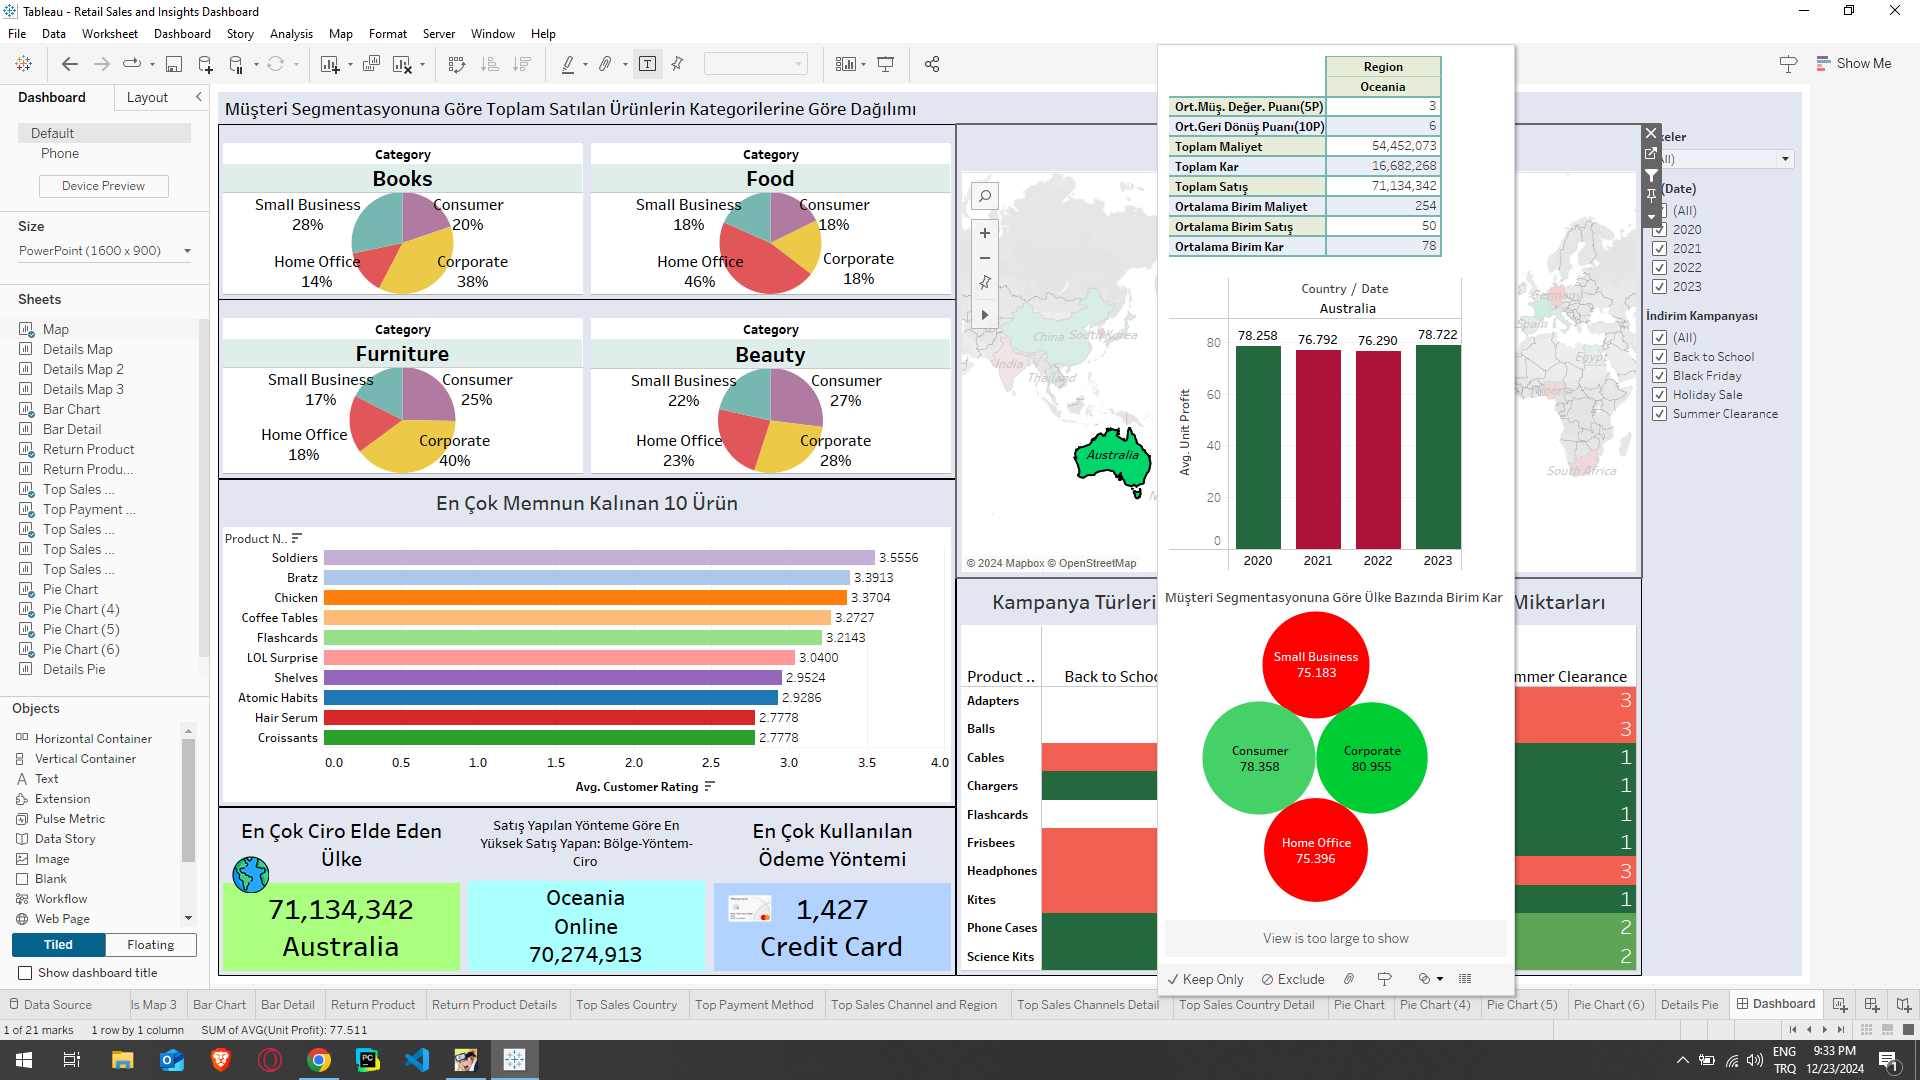 Tableau - Retail Sales and Insights Dashboard
File Data Worksheet Dashboard Story Analysis Map Format Server Window Help
Show Me
Dashboard Layout
Default
Phone
Device Preview
Size
PowerPoint (1600 x 900)
Sheets
Map
Details Map
Details Map 2
Details Map 3
Bar Chart
Bar Detail
Return Product
Return Produ...
Top Sales ...
Top Payment ...
Top Sales ...
Top Sales ...
Top Sales ...
Pie Chart
Pie Chart (4)
Pie Chart (5)
Pie Chart (6)
Details Pie
Objects
Horizontal Container
Vertical Container
Text
Extension
Pulse Metric
Data Story
Image
Blank
Workflow
Web Page
Tiled Floating
Show dashboard title
Müşteri Segmentasyonuna Göre Toplam Satılan Ürünlerin Kategorilerine Göre Dağılımı
Category
Books
Small Business
28%
Consumer
20%
Home Office
14%
Corporate
38%
Category
Food
Small Business
18%
Consumer
18%
Home Office
46%
Corporate
18%
Category
Furniture
Small Business
17%
Consumer
25%
Home Office
18%
Corporate
40%
Category
Beauty
Small Business
22%
Consumer
27%
Home Office
23%
Corporate
28%
En Çok Memnun Kalınan 10 Ürün
Product N..
Soldiers 3.5556
Bratz 3.3913
Chicken 3.3704
Coffee Tables 3.2727
Flashcards 3.2143
LOL Surprise 3.0400
Shelves 2.9524
Atomic Habits 2.9286
Hair Serum 2.7778
Croissants 2.7778
0.0 0.5 1.0 1.5 2.0 2.5 3.0 3.5 4.0
Avg. Customer Rating
En Çok Ciro Elde Eden
Ülke
71,134,342
Australia
Satış Yapılan Yönteme Göre En
Yüksek Satış Yapan: Bölge-Yöntem-
Ciro
Oceania
Online
70,274,913
En Çok Kullanılan
Ödeme Yöntemi
1,427
Credit Card
China
South Korea
India
Thailand
Australia
Germany
Spain
Egypt
Nigeria
South Africa
© 2024 Mapbox © OpenStreetMap
Region
Oceania
Ort.Müş. Değer. Puanı(5P) 3
Ort.Geri Dönüş Puanı(10P) 6
Toplam Maliyet 54,452,073
Toplam Kar 16,682,268
Toplam Satış 71,134,342
Ortalama Birim Maliyet 254
Ortalama Birim Satış 50
Ortalama Birim Kar 78
Country / Date
Australia
78.258 76.792 76.290 78.722
Avg. Unit Profit
80
60
40
20
0
2020 2021 2022 2023
Müşteri Segmentasyonuna Göre Ülke Bazında Birim Kar
Small Business
75.183
Consumer
78.358
Corporate
80.955
Home Office
75.396
View is too large to show
Keep Only Exclude
Kampanya Türleri
Miktarları
Product .. Back to Schoo
mmer Clearance
Adapters 3
Balls 3
Cables 1
Chargers 1
Flashcards 1
Frisbees 1
Headphones 3
Kites 1
Phone Cases 2
Science Kits 2
keler
(Date)
(All)
2020
2021
2022
2023
İndirim Kampanyası
(All)
Back to School
Black Friday
Holiday Sale
Summer Clearance
Data Source ls Map 3 Bar Chart Bar Detail Return Product Return Product Details Top Sales Country Top Payment Method Top Sales Channel and Region Top Sales Channels Detail Top Sales Country Detail Pie Chart Pie Chart (4) Pie Chart (5) Pie Chart (6) Details Pie Dashboard
1 of 21 marks 1 row by 1 column SUM of AVG(Unit Profit): 77.511
ENG
TRQ
9:33 PM
12/23/2024
1